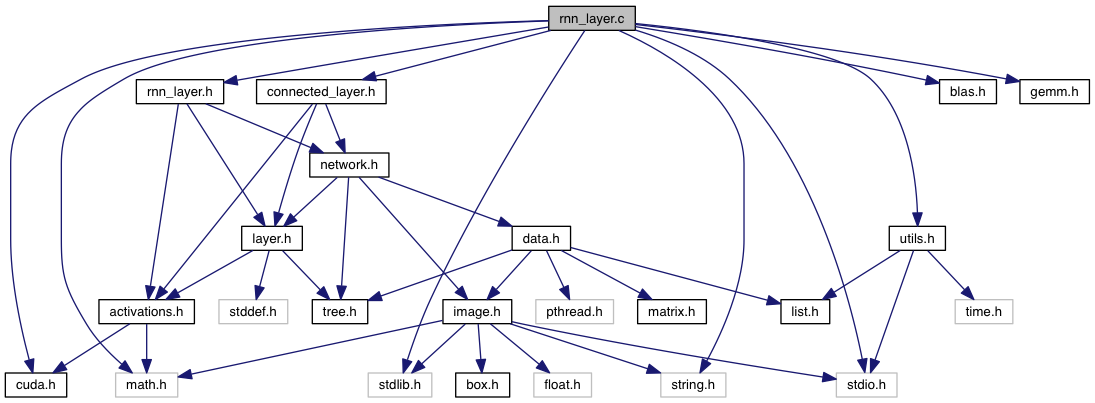 rnn_layer.c
rnn_layer.h
connected_layer.h
blas.h
gemm.h
network.h
layer.h
data.h
utils.h
activations.h
stddef.h
tree.h
image.h
pthread.h
matrix.h
list.h
time.h
cuda.h
math.h
stdlib.h
box.h
float.h
string.h
stdio.h